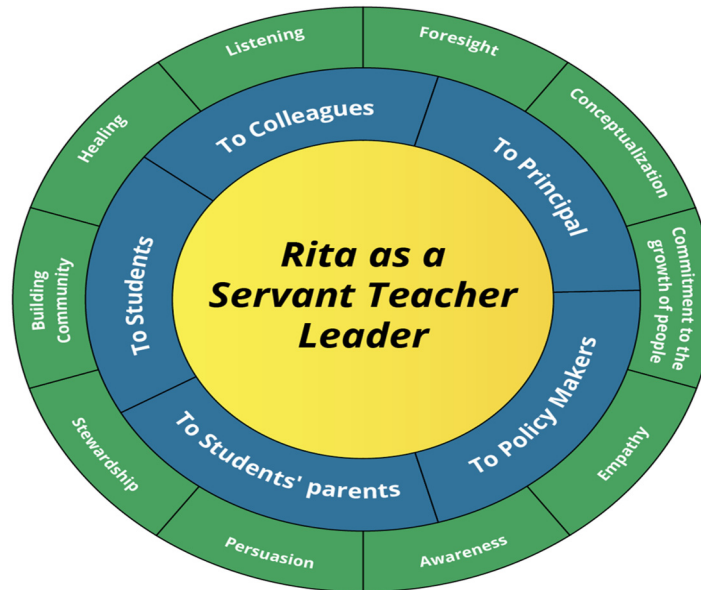 Listening
Foresight
Conceptualization
Commitment to the
growth of people
Empathy
Awareness
Persuasion
Stewardship
Building
Community
Healing
To Colleagues
To Principal
To Policy Makers
To Students' parents
To Students
Rita as a
Servant Teacher
Leader